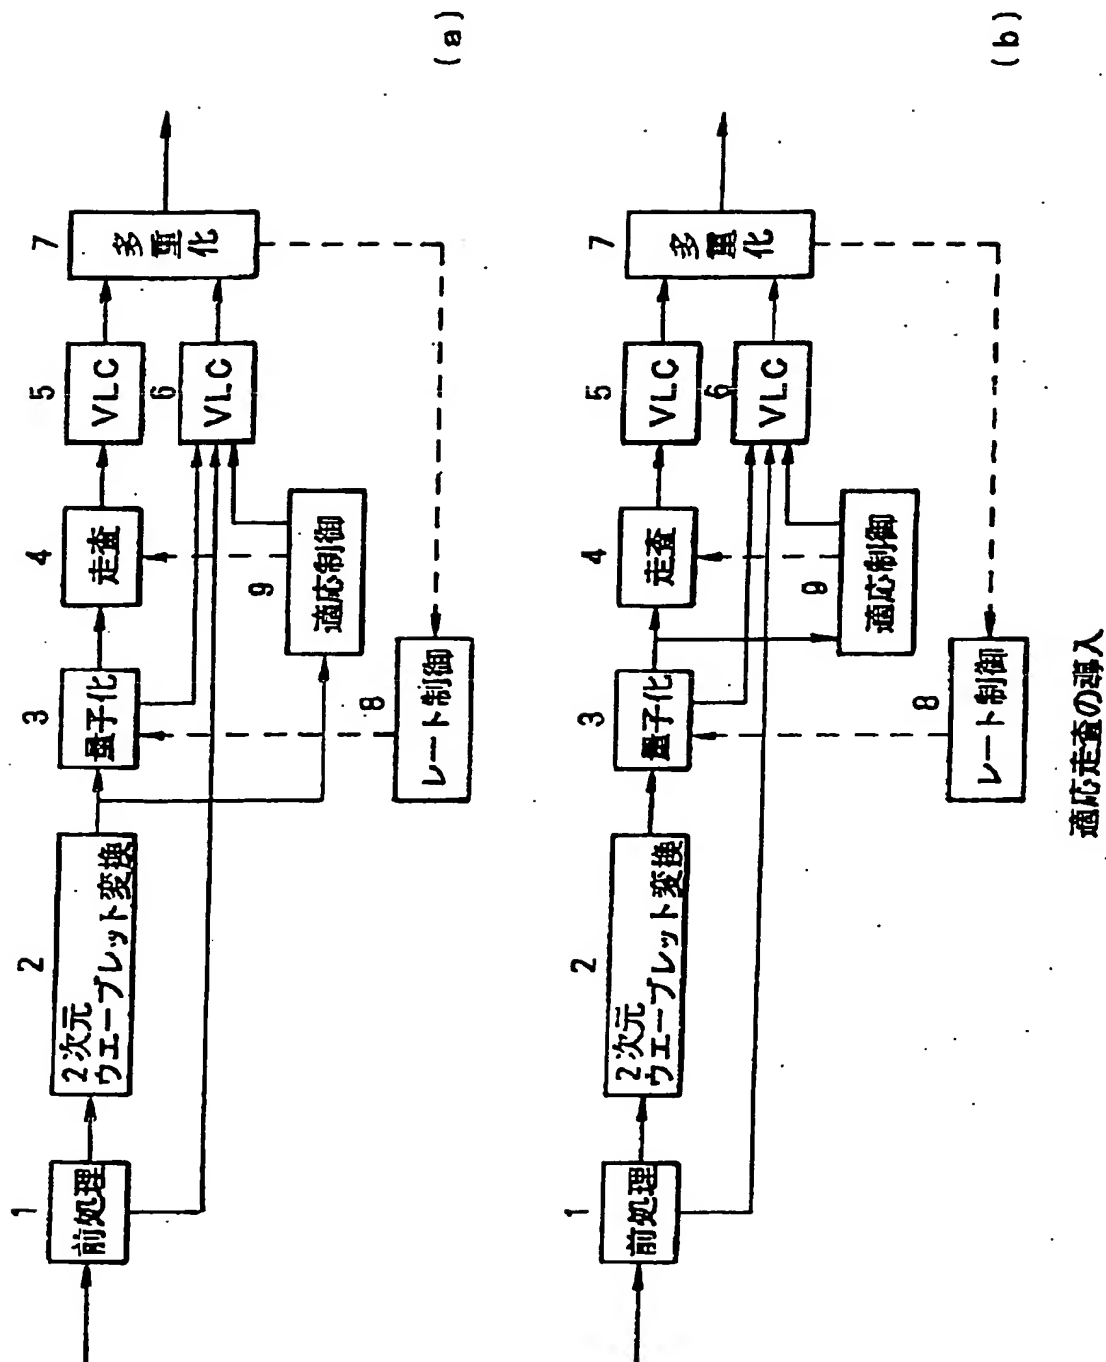 1
前処理
2
2次元
ウエーブレット変換
3
量子化
4
走査
5
VLC
6
VLC
7
多重化
8
レート制御
9
適応制御
(a)
1
前処理
2
2次元
ウエーブレット変換
3
量子化
4
走査
5
VLC
6
VLC
7
多重化
8
レート制御
9
適応制御
(b)
適応走査の導入